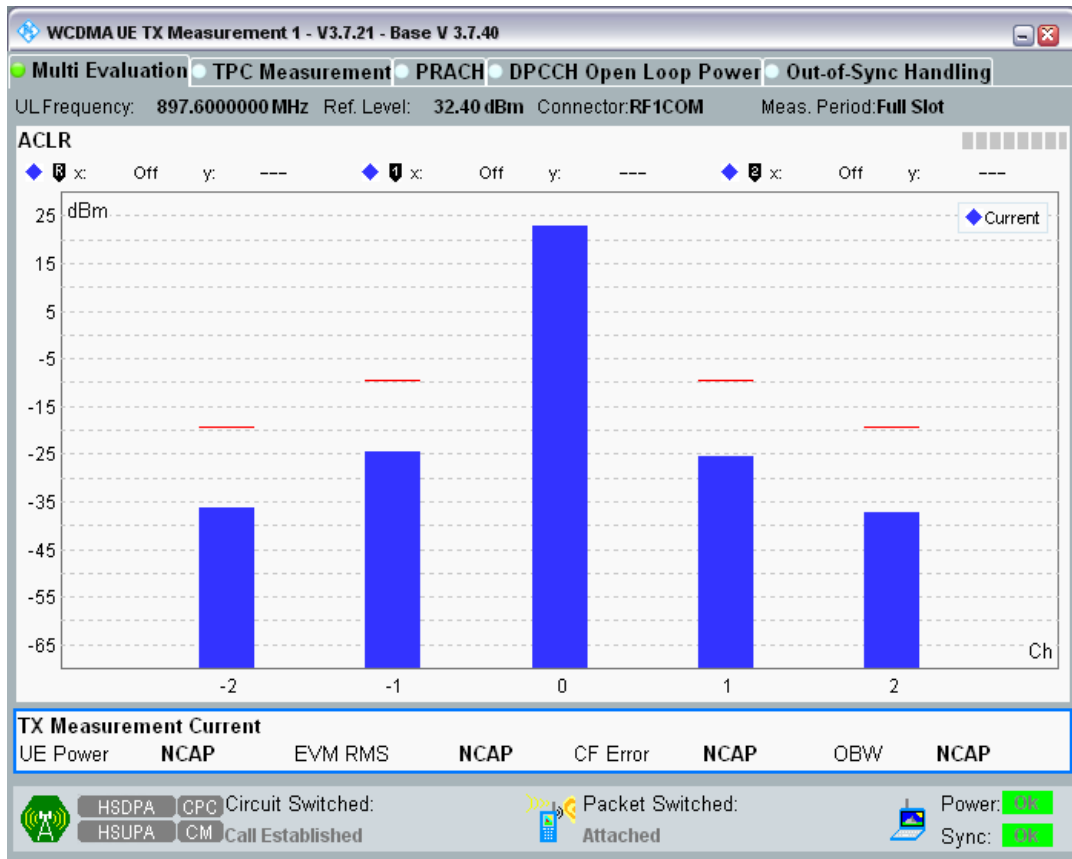 WCDMA UE TX Measurement 1 - V3.7.21 - Base V 3.7.40
Multi Evaluation TPC Measurement PRACH DPCCH Open Loop Power Out-of-Sync Handling
UL Frequency: 897.6000000 MHz Ref. Level: 32.40 dBm Connector:RF1COM Meas. Period:Full Slot
ACLR
R x: Off y: --- 1 x: Off y: --- 2 x: Off y: ---
dBm
Current
25
15
5
-5
-15
-25
-35
-45
-55
-65
Ch
-2 -1 0 1 2
TX Measurement Current
UE Power NCAP EVM RMS NCAP CF Error NCAP OBW NCAP
HSDPA CPC Circuit Switched: Packet Switched: Power: Ok
HSUPA CM Call Established Attached Sync: Ok